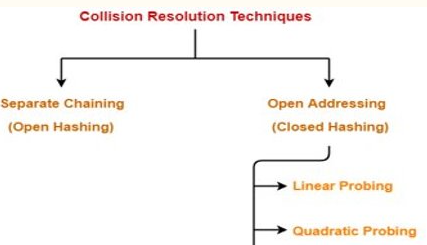 Collision Resolution Techniques
Separate Chaining
(Open Hashing)
Open Addressing
(Closed Hashing)
Linear Probing
Quadratic Probing